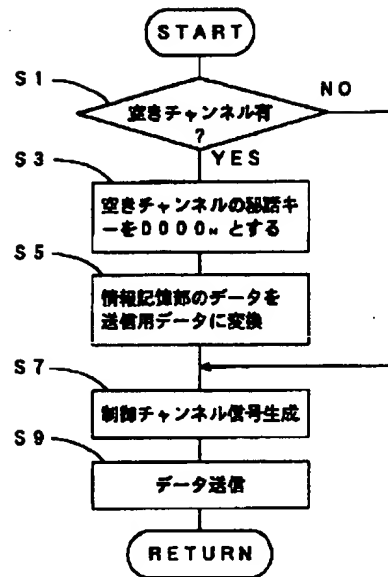 START
S1
NO
空きチャンネル有
?
YES
S3
空きチャンネルの秘話キ
ーをD000H とする
S5
情報記憶部のデータを
送信用データに変換
S7
制御チャンネル信号生成
S9
データ送信
RETURN